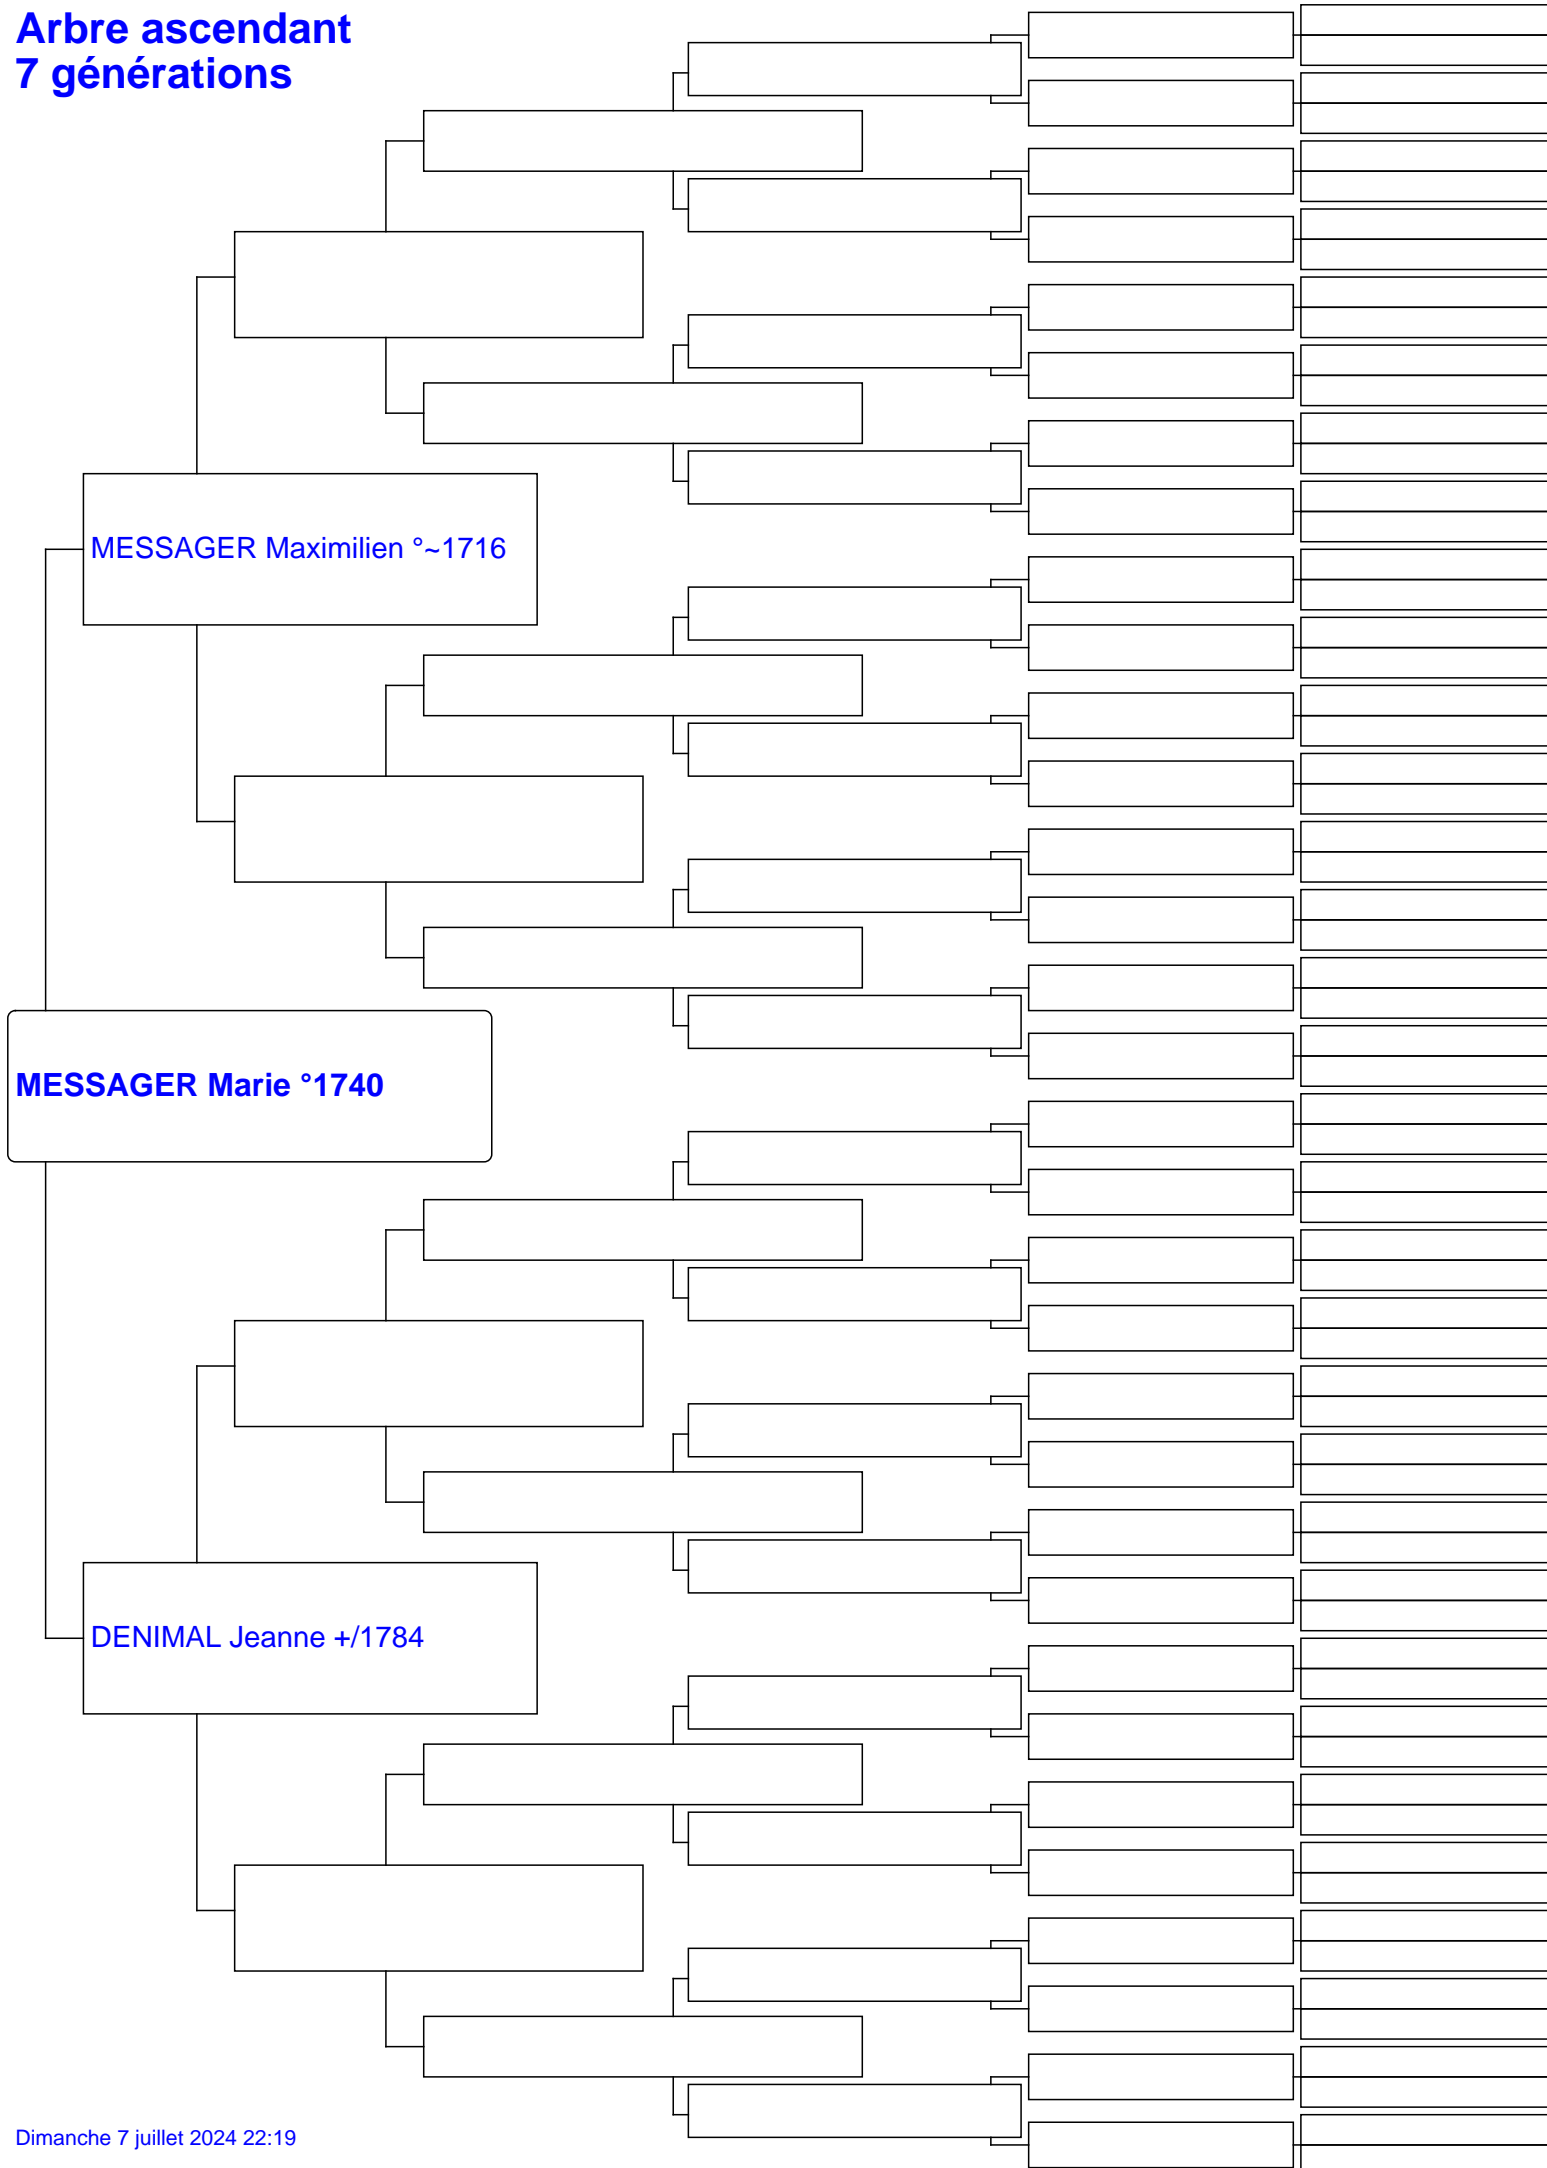 Arbre ascendant
7 générations
MESSAGER Maximilien °~1716
MESSAGER Marie °1740
DENIMAL Jeanne +/1784
Dimanche 7 juillet 2024 22:19